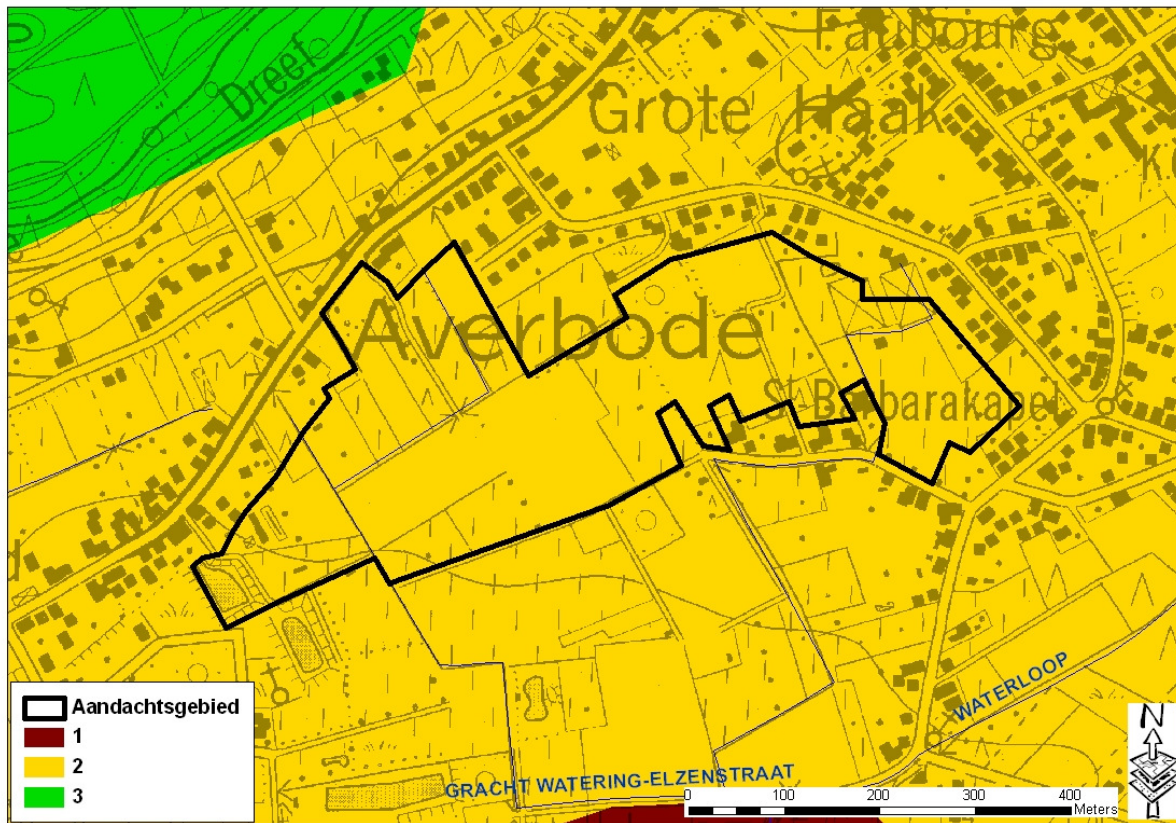 Faubourg
Dreef
Grote Haak
Averbode
St Barbarakapel
WATERLOOP
GRACHT WATERING-ELZENSTRAAT
Aandachtsgebied
1
2
3
N
0 100 200 300 400
Meters